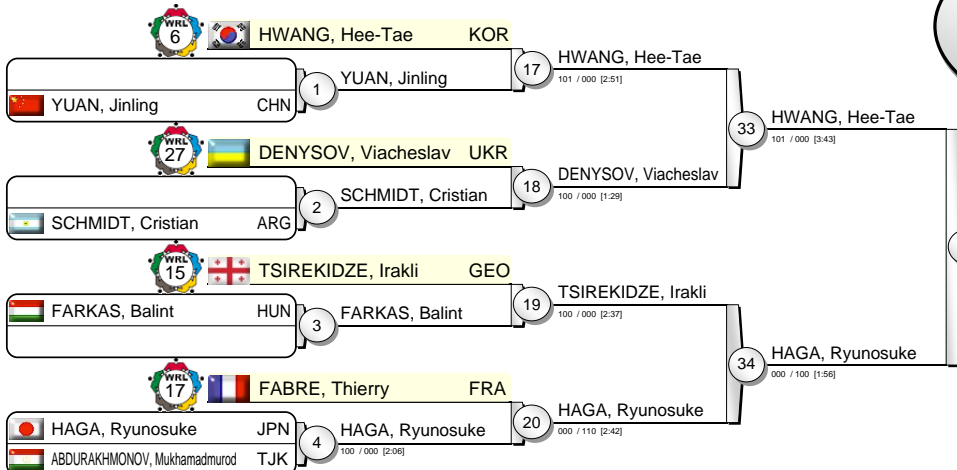 WRL 6 HWANG, Hee-Tae KOR
YUAN, Jinling CHN
1 YUAN, Jinling
17 HWANG, Hee-Tae
101 / 000 [2:51]
WRL 27 DENYSOV, Viacheslav UKR
SCHMIDT, Cristian ARG
2 SCHMIDT, Cristian
18 DENYSOV, Viacheslav
100 / 000 [1:29]
33 HWANG, Hee-Tae
101 / 000 [3:43]
WRL 15 TSIREKIDZE, Irakli GEO
FARKAS, Balint HUN
3 FARKAS, Balint
19 TSIREKIDZE, Irakli
100 / 000 [2:37]
WRL 17 FABRE, Thierry FRA
HAGA, Ryunosuke JPN
ABDURAKHMONOV, Mukhamadmurod TJK
4 HAGA, Ryunosuke
100 / 000 [2:06]
20 HAGA, Ryunosuke
000 / 110 [2:42]
34 HAGA, Ryunosuke
000 / 100 [1:56]